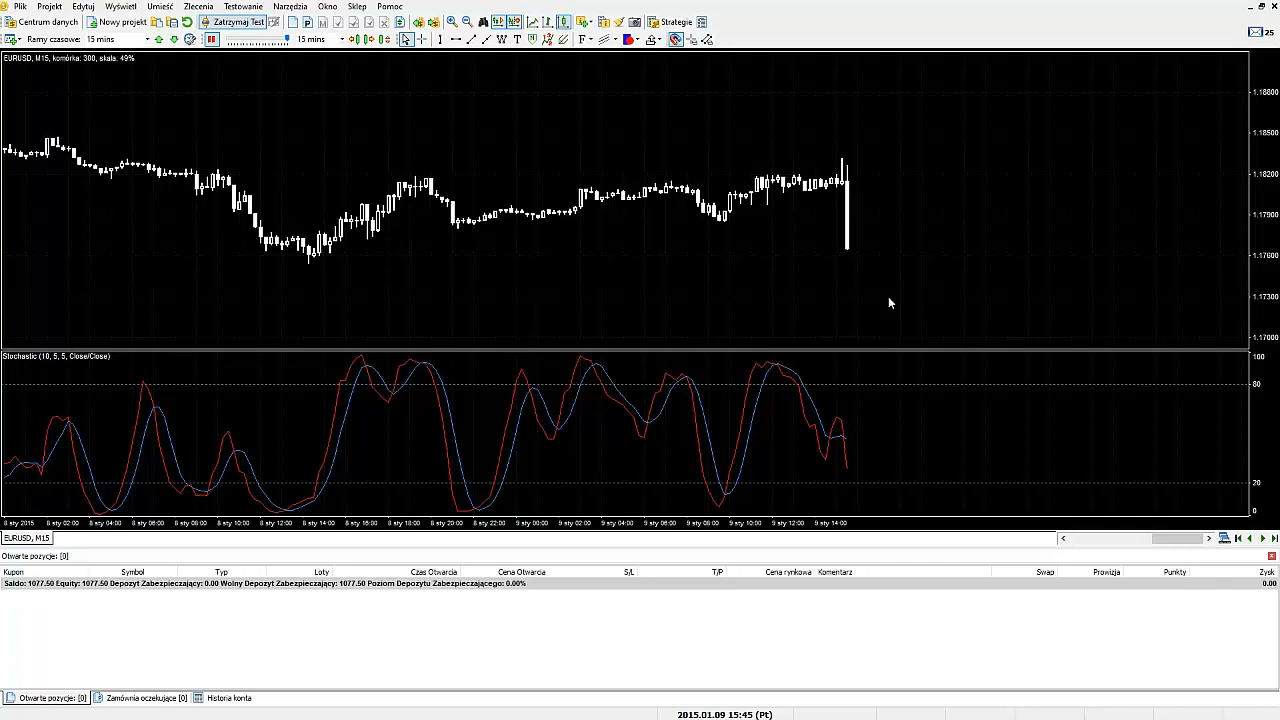 Plik Projekt Edytuj Wyświetl Umieść Zlecenia Testowanie Narzędzia Okno Sklep Pomoc
Centrum danych Nowy projekt Zatrzymaj Test Strategie
Ramy czasowe: 15 mins 15 mins 25
EURUSD, M15, komórka: 300, skala: 49%
1.18800
1.18500
1.18200
1.17900
1.17600
1.17300
1.17000
Stochastic (10, 5, 5, Close/Close)
100
80
20
0
8 sty 2015 8 sty 02:00 8 sty 04:00 8 sty 06:00 8 sty 08:00 8 sty 10:00 8 sty 12:00 8 sty 14:00 8 sty 16:00 8 sty 18:00 8 sty 20:00 8 sty 22:00 9 sty 00:00 9 sty 02:00 9 sty 04:00 9 sty 06:00 9 sty 08:00 9 sty 10:00 9 sty 12:00 9 sty 14:00
EURUSD, M15
Otwarte pozycje: [0]
Kupon Symbol Typ Loty Czas Otwarcia Cena Otwarcia S/L T/P Cena rynkowa Komentarz Swap Prowizja Punkty Zysk
Saldo: 1077.50 Equity: 1077.50 Depozyt Zabezpieczający: 0.00 Wolny Depozyt Zabezpieczający: 1077.50 Poziom Depozytu Zabezpieczającego: 0.00% 0.00
Otwarte pozycje: [0] Zamównia oczekujące [0] Historia konta
2015.01.09 15:45 (Pt)